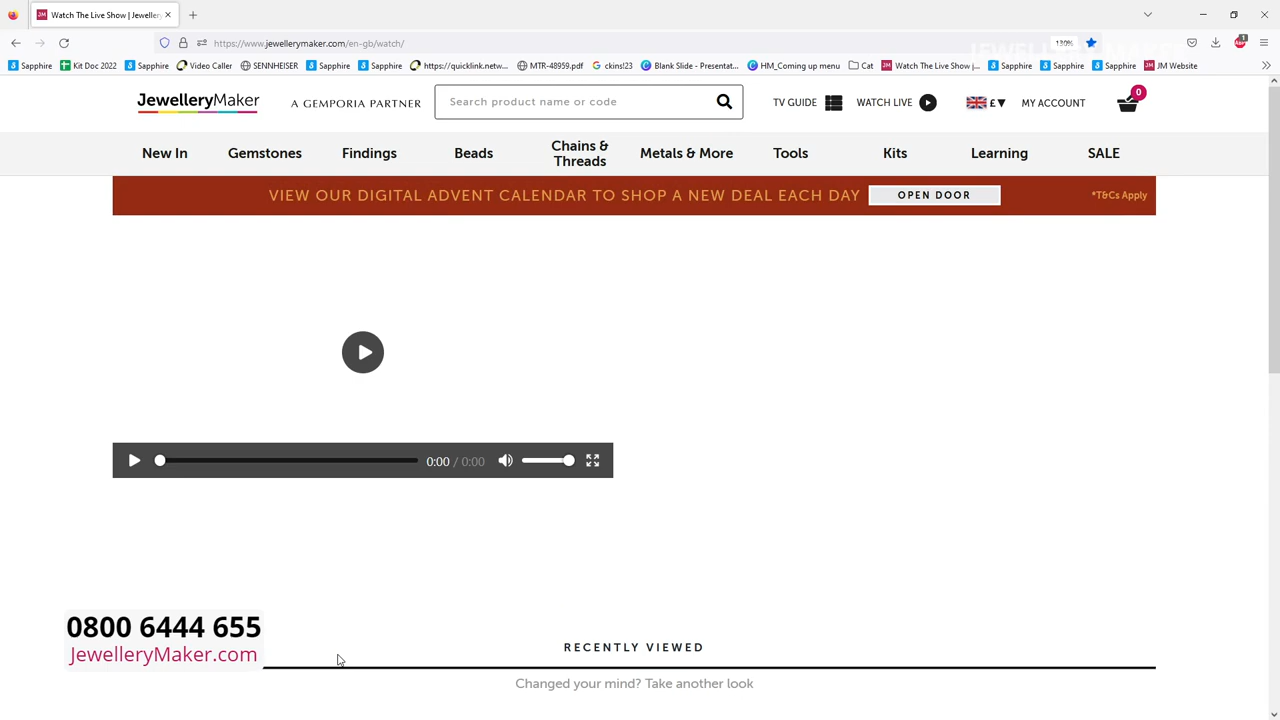 Watch The Live Show | Jeweller
https://www.jewellerymaker.com/en-gb/watch/
130%
1
Sapphire
Kit Doc 2022
Sapphire
Video Caller
SENNHEISER
Sapphire
Sapphire
https://quicklink.netw...
MTR-48959.pdf
ckins!23
Blank Slide - Presentat...
HM_Coming up menu
Cat
Watch The Live Show |...
Sapphire
Sapphire
Sapphire
JM Website
JewelleryMaker
A GEMPORIA PARTNER
Search product name or code
TV GUIDE
WATCH LIVE
£▼
MY ACCOUNT
0
New In
Gemstones
Findings
Beads
Chains &
Threads
Metals & More
Tools
Kits
Learning
SALE
VIEW OUR DIGITAL ADVENT CALENDAR TO SHOP A NEW DEAL EACH DAY
OPEN DOOR
*T&Cs Apply
0:00 / 0:00
0800 6444 655
JewelleryMaker.com
RECENTLY VIEWED
Changed your mind? Take another look